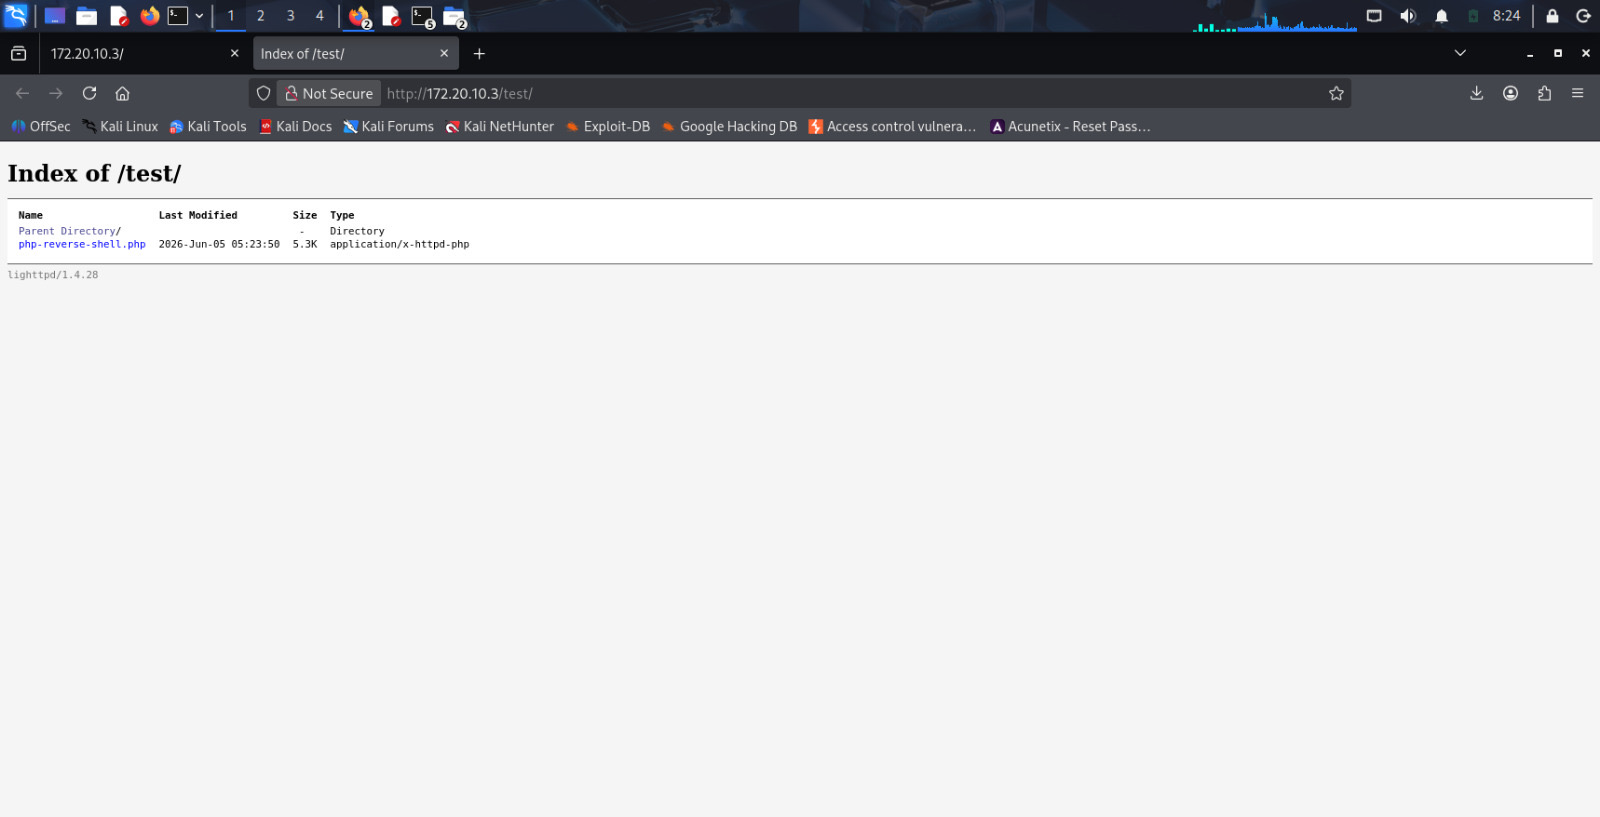 1 2 3 4 2 5 2 8:24
172.20.10.3/ Index of /test/
Not Secure http://172.20.10.3/test/
OffSec Kali Linux Kali Tools Kali Docs Kali Forums Kali NetHunter Exploit-DB Google Hacking DB Access control vulnera… Acunetix - Reset Pass…
Index of /test/
Name Last Modified Size Type
Parent Directory/ - Directory
php-reverse-shell.php 2026-Jun-05 05:23:50 5.3K application/x-httpd-php
lighttpd/1.4.28